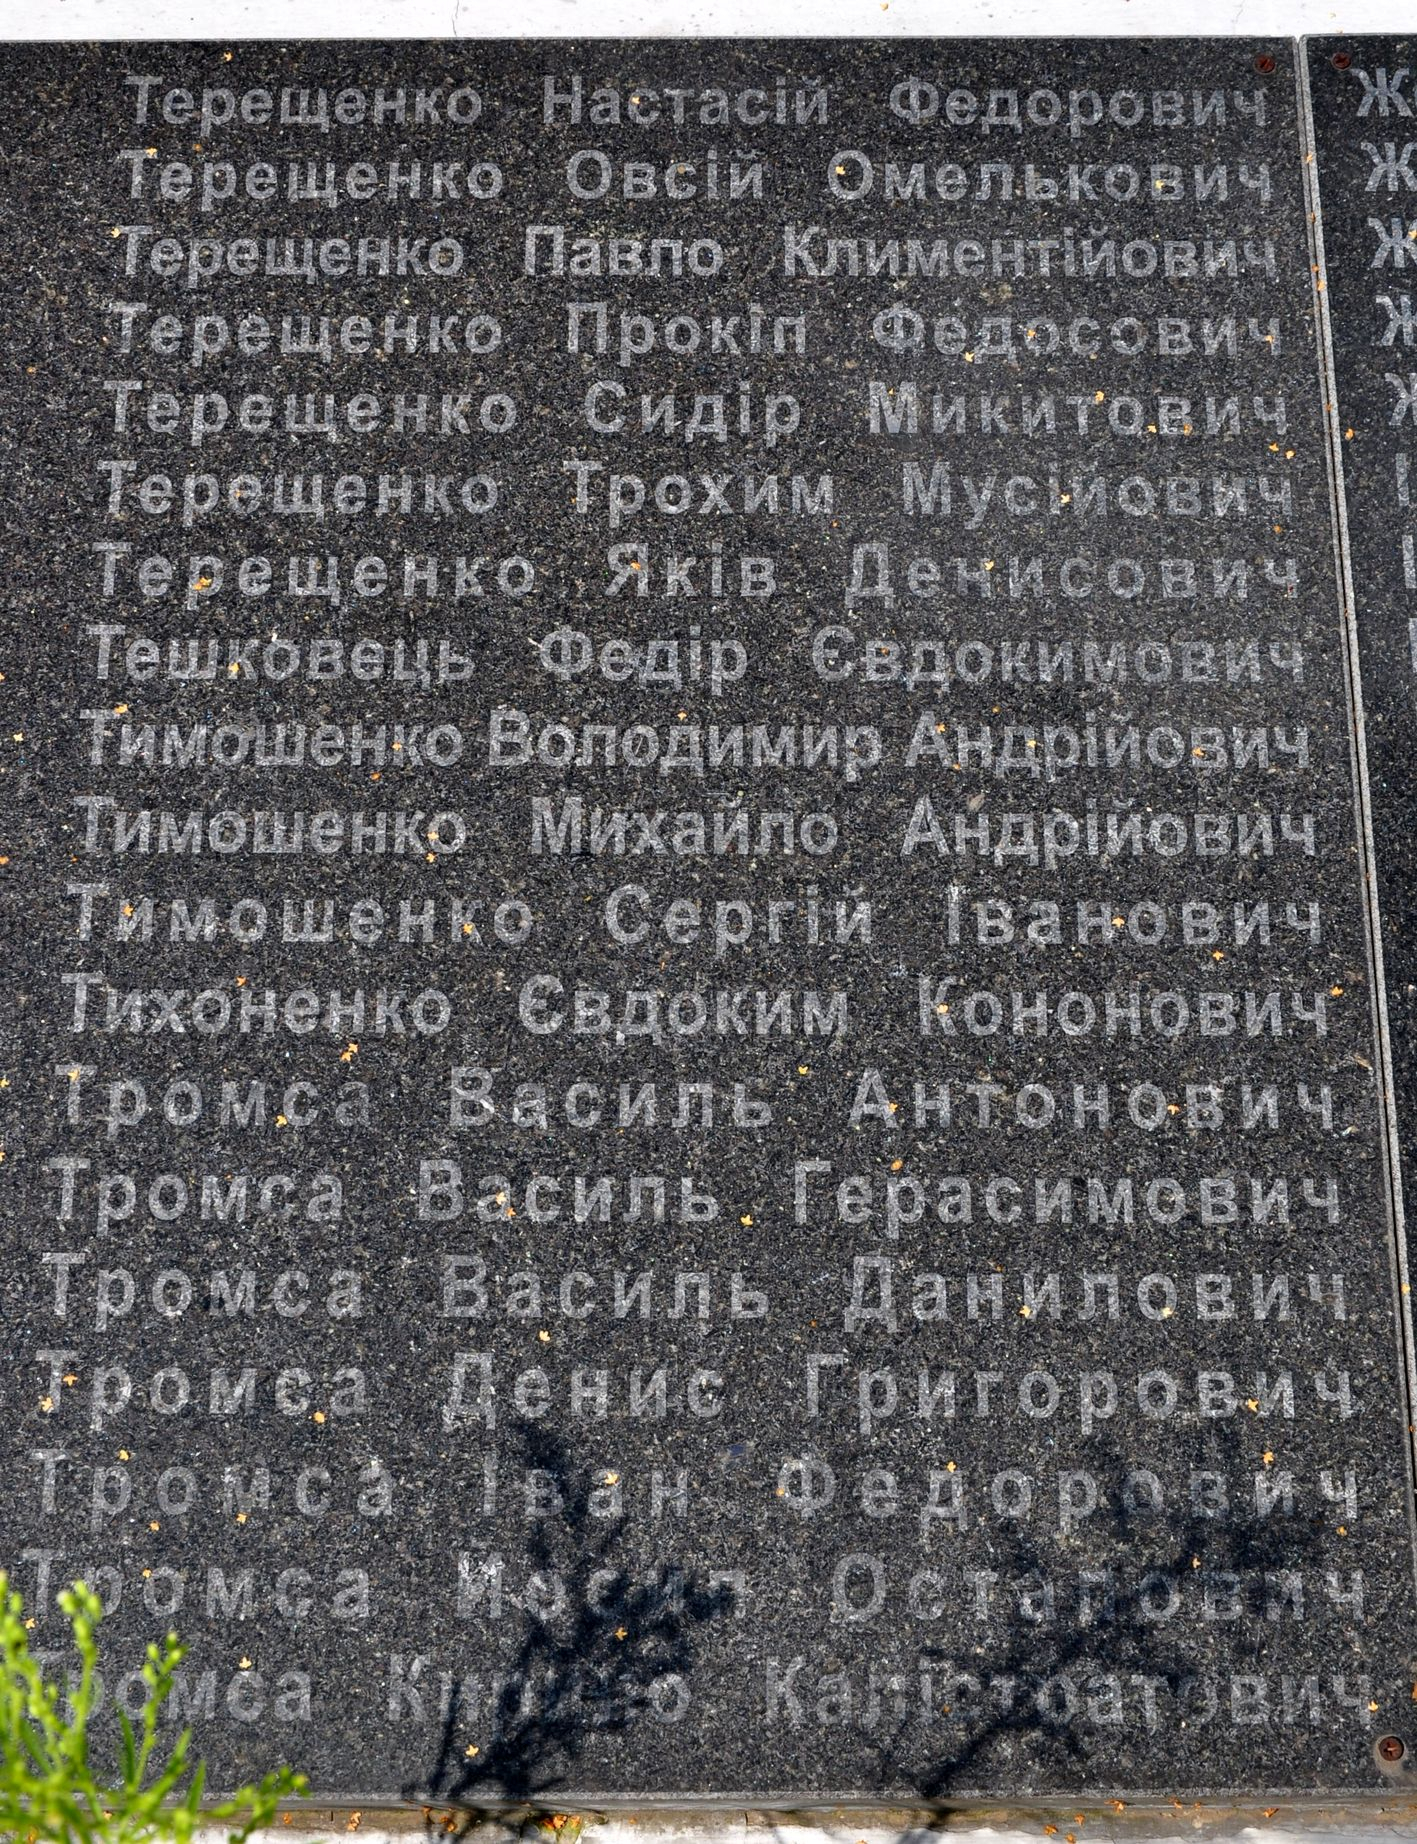 Терещенко Настасій Федорович
Терещенко Овсій Омелькович
Терещенко Павло Климентійович
Терещенко Прокіп Федосович
Терещенко Сидір Микитович
Терещенко Трохим Мусійович
Терещенко Яків Денисович
Тешковець Федір Євдокимович
Тимошенко Володимир Андрійович
Тимошенко Михайло Андрійович
Тимошенко Сергій Іванович
Тихоненко Євдоким Кононович
Тромса Василь Антонович
Тромса Василь Герасимович
Тромса Василь Данилович
Тромса Денис Григорович
Тромса Іван Федорович
Тромса Йосип Остапович
Тромса Кирило Калістратович